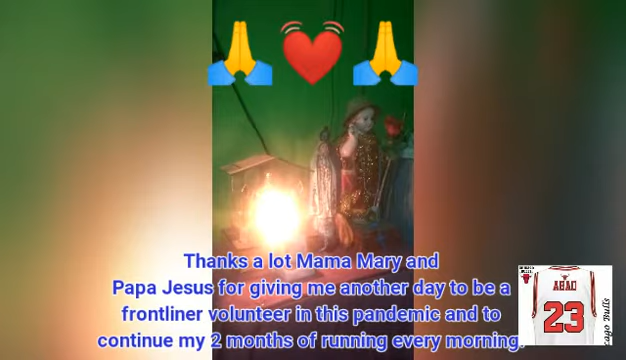 Thanks a lot Mama Mary and
Papa Jesus for giving me another day to be a
frontliner volunteer in this pandemic and to
continue my 2 months of running every morning.
ABAD
23